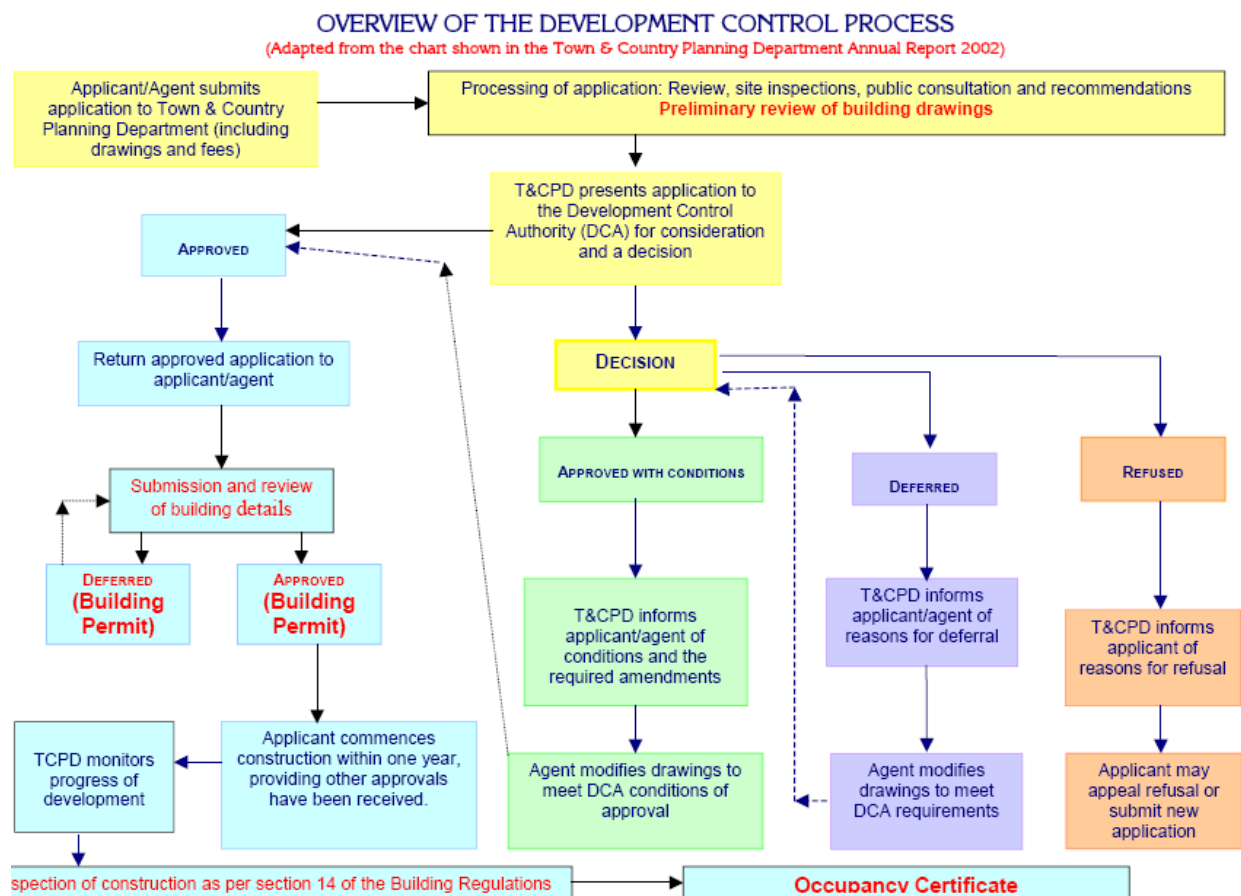 OVERVIEW OF THE DEVELOPMENT CONTROL PROCESS
(Adapted from the chart shown in the Town & Country Planning Department Annual Report 2002)
Applicant/Agent submits
application to Town & Country
Planning Department (including
drawings and fees)
Processing of application: Review, site inspections, public consultation and recommendations
Preliminary review of building drawings
T&CPD presents application to
the Development Control
Authority (DCA) for consideration
and a decision
APPROVED
Return approved application to
applicant/agent
DECISION
Submission and review
of building details
DEFERRED
(Building
Permit)
APPROVED
(Building
Permit)
APPROVED WITH CONDITIONS
DEFERRED
REFUSED
T&CPD informs
applicant/agent of
conditions and the
required amendments
T&CPD informs
applicant/agent of
reasons for deferral
T&CPD informs
applicant of
reasons for refusal
TCPD monitors
progress of
development
Applicant commences
construction within one year,
providing other approvals
have been received.
Agent modifies drawings to
meet DCA conditions of
approval
Agent modifies
drawings to meet
DCA requirements
Applicant may
appeal refusal or
submit new
application
spection of construction as per section 14 of the Building Regulations
Occupancy Certificate